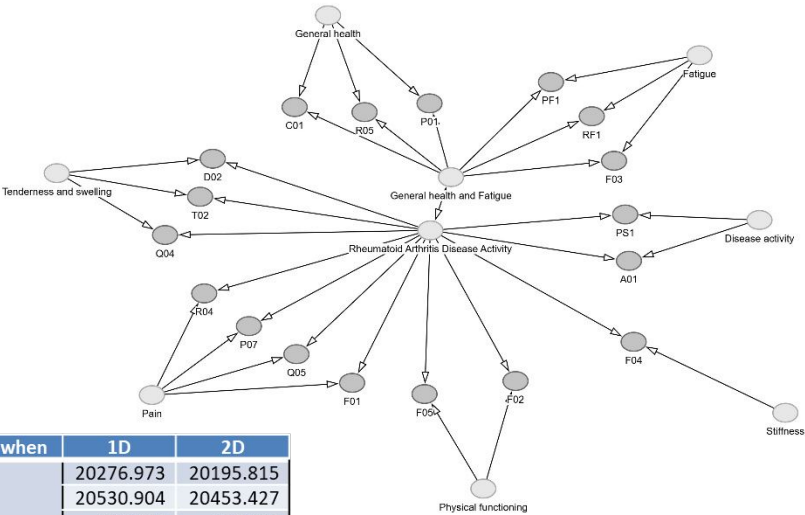 General health
Fatigue
PF1
C01
R05
P01
RF1
F03
D02
Tenderness and swelling
T02
General health and Fatigue
Q04
PS1
Disease activity
Rheumatoid Arthritis Disease Activity
A01
R04
P07
Q05
F01
F04
Pain
F05
F02
Stiffness
Physical functioning
when 1D 2D
20276.973 20195.815
20530.904 20453.427